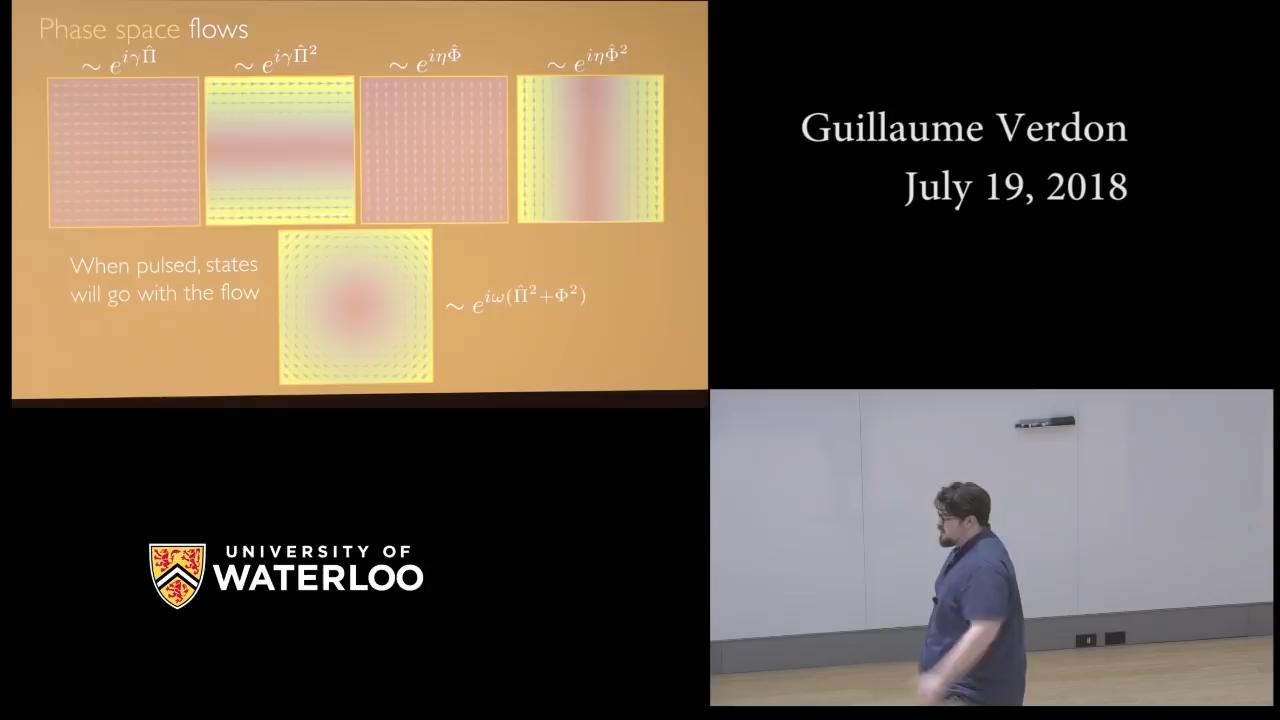 Phase space flows
∼ e^{iγΠ̂}
∼ e^{iγΠ̂²}
∼ e^{iηΦ̂}
∼ e^{iηΦ̂²}
When pulsed, states
will go with the flow
∼ e^{iω(Π̂²+Φ²)}
Guillaume Verdon
July 19, 2018
UNIVERSITY OF
WATERLOO